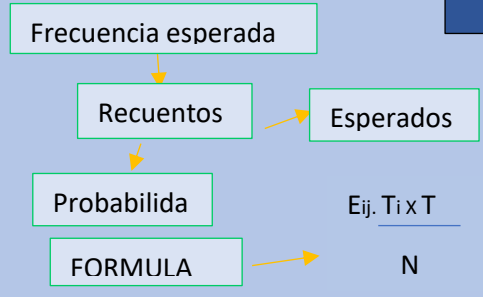 Frecuencia esperada
Recuentos
Esperados
Probabilida
Eij. Ti x T
N
FORMULA